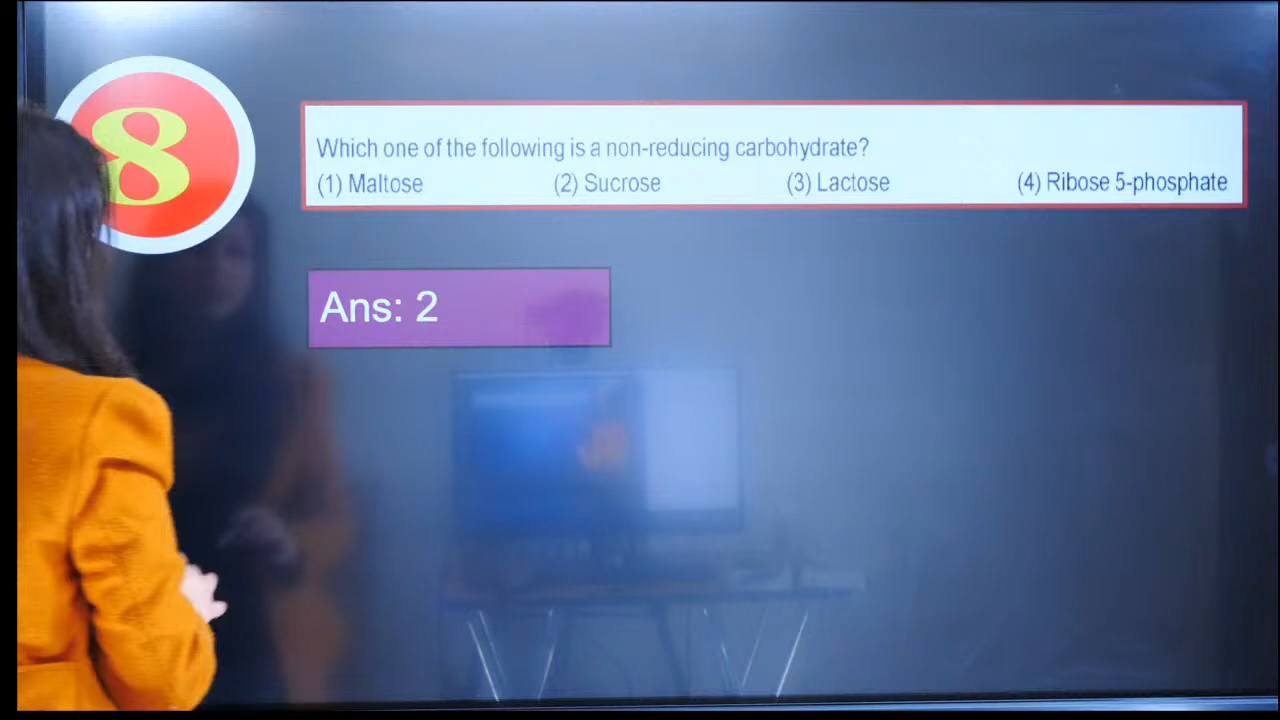 8
Which one of the following is a non-reducing carbohydrate?
(1) Maltose (2) Sucrose (3) Lactose (4) Ribose 5-phosphate
Ans: 2